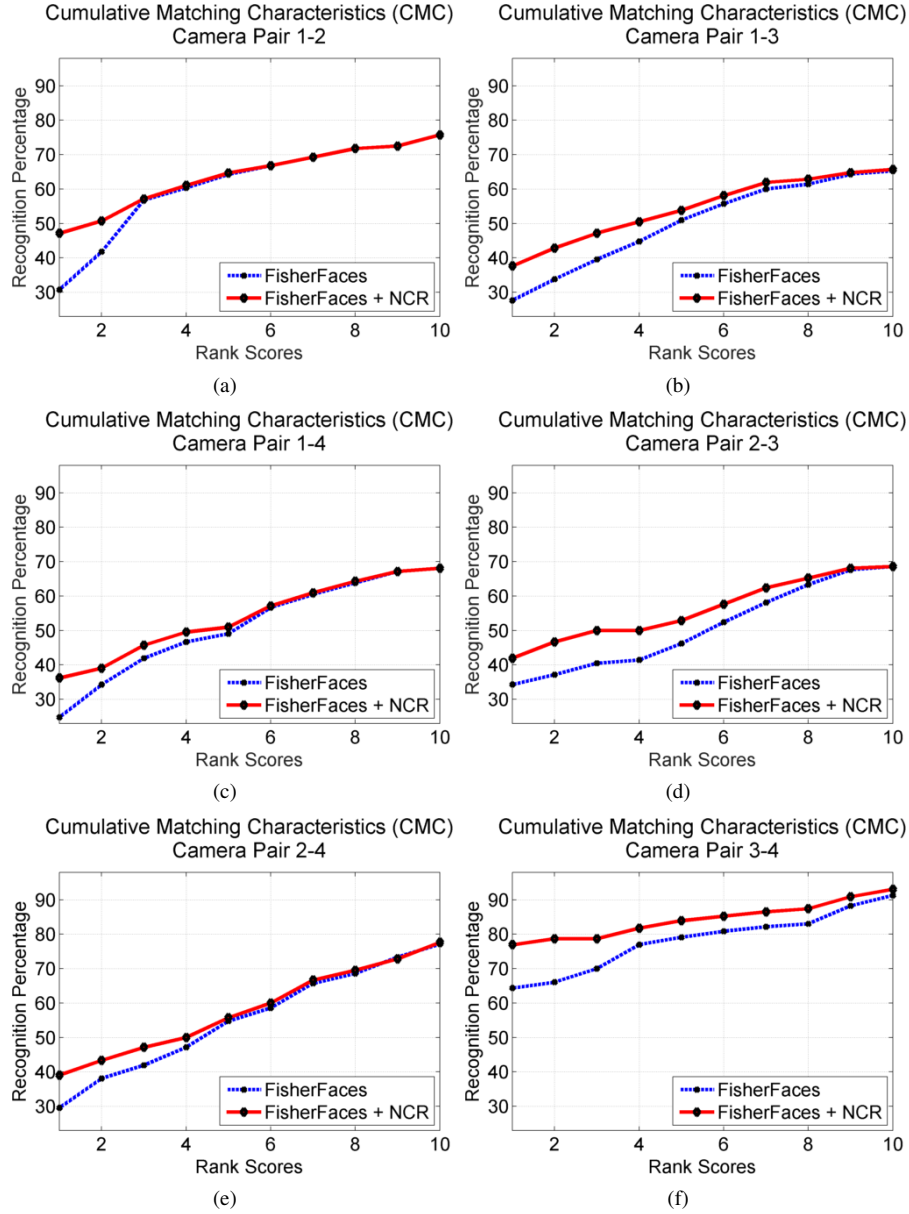 Cumulative Matching Characteristics (CMC)
Camera Pair 1-2
Recognition Percentage
90
80
70
60
50
40
30
FisherFaces
FisherFaces + NCR
2 4 6 8 10
Rank Scores
(a)
Cumulative Matching Characteristics (CMC)
Camera Pair 1-3
Recognition Percentage
90
80
70
60
50
40
30
FisherFaces
FisherFaces + NCR
2 4 6 8 10
Rank Scores
(b)
Cumulative Matching Characteristics (CMC)
Camera Pair 1-4
Recognition Percentage
90
80
70
60
50
40
30
FisherFaces
FisherFaces + NCR
2 4 6 8 10
Rank Scores
(c)
Cumulative Matching Characteristics (CMC)
Camera Pair 2-3
Recognition Percentage
90
80
70
60
50
40
30
FisherFaces
FisherFaces + NCR
2 4 6 8 10
Rank Scores
(d)
Cumulative Matching Characteristics (CMC)
Camera Pair 2-4
Recognition Percentage
90
80
70
60
50
40
30
FisherFaces
FisherFaces + NCR
2 4 6 8 10
Rank Scores
(e)
Cumulative Matching Characteristics (CMC)
Camera Pair 3-4
Recognition Percentage
90
80
70
60
50
40
30
FisherFaces
FisherFaces + NCR
2 4 6 8 10
Rank Scores
(f)